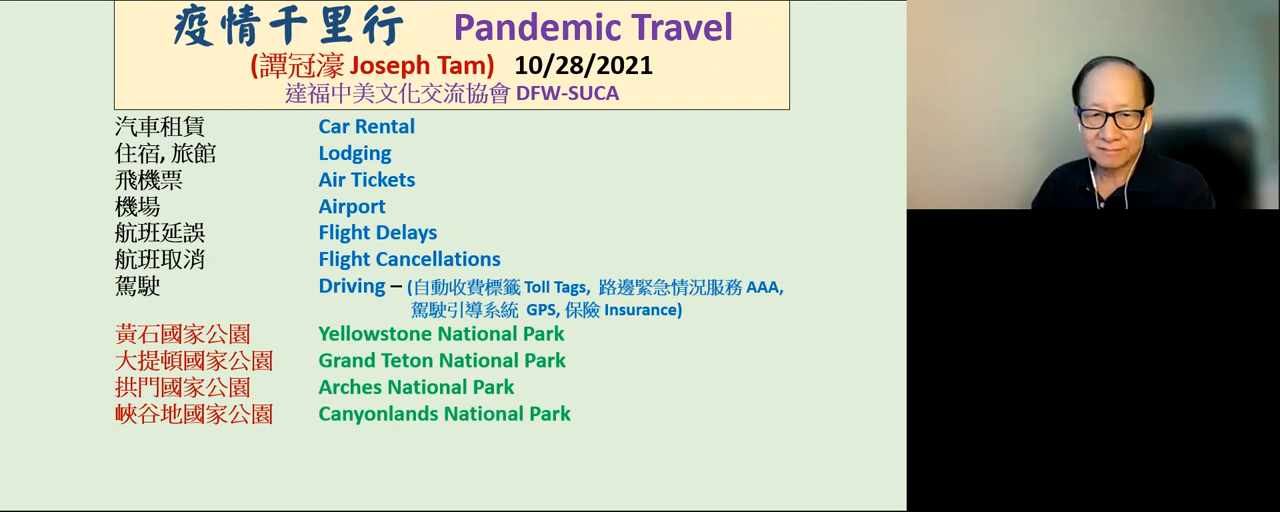 疫情千里行 Pandemic Travel
(譚冠濠 Joseph Tam) 10/28/2021
達福中美文化交流協會 DFW-SUCA
汽車租賃 Car Rental
住宿, 旅館 Lodging
飛機票 Air Tickets
機場 Airport
航班延誤 Flight Delays
航班取消 Flight Cancellations
駕駛 Driving – (自動收費標籤 Toll Tags, 路邊緊急情況服務 AAA,
駕駛引導系統 GPS, 保險 Insurance)
黃石國家公園 Yellowstone National Park
大提頓國家公園 Grand Teton National Park
拱門國家公園 Arches National Park
峽谷地國家公園 Canyonlands National Park